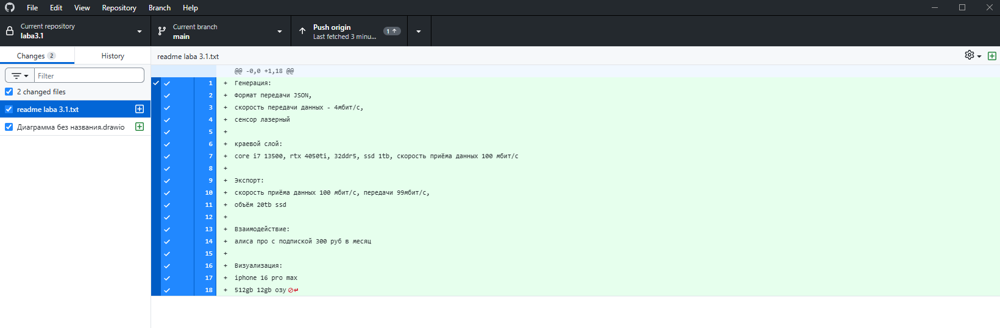 File Edit View Repository Branch Help
Current repository
laba3.1
Current branch
main
Push origin
Last fetched 3 minu...
1
Changes 2
History
readme laba 3.1.txt
Filter
2 changed files
readme laba 3.1.txt
Диаграмма без названия.drawio
@@ -0,0 +1,18 @@
1 + Генерация:
2 + Формат передачи JSON,
3 + скорость передачи данных - 4мбит/с,
4 + сенсор лазерный
5 +
6 + краевой слой:
7 + core i7 13500, rtx 4050ti, 32ddr5, ssd 1tb, скорость приёма данных 100 мбит/с
8 +
9 + Экспорт:
10 + скорость приёма данных 100 мбит/с, передачи 99мбит/с,
11 + объём 20tb ssd
12 +
13 + Взаимодействие:
14 + алиса про с подпиской 300 руб в месяц
15 +
16 + Визуализация:
17 + iphone 16 pro max
18 + 512gb 12gb озу